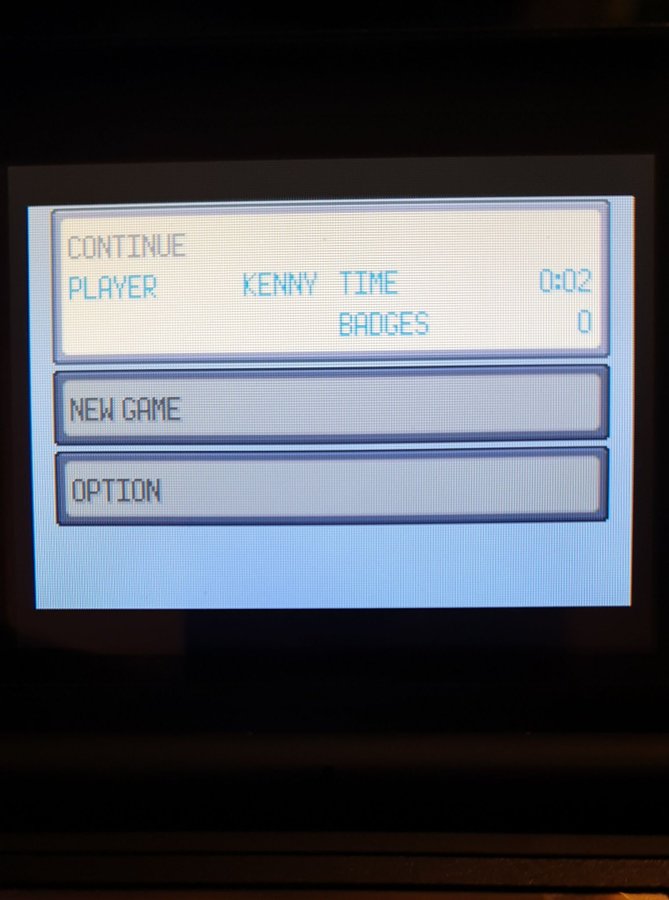 CONTINUE
PLAYER KENNY TIME 0:02
BADGES 0
NEW GAME
OPTION